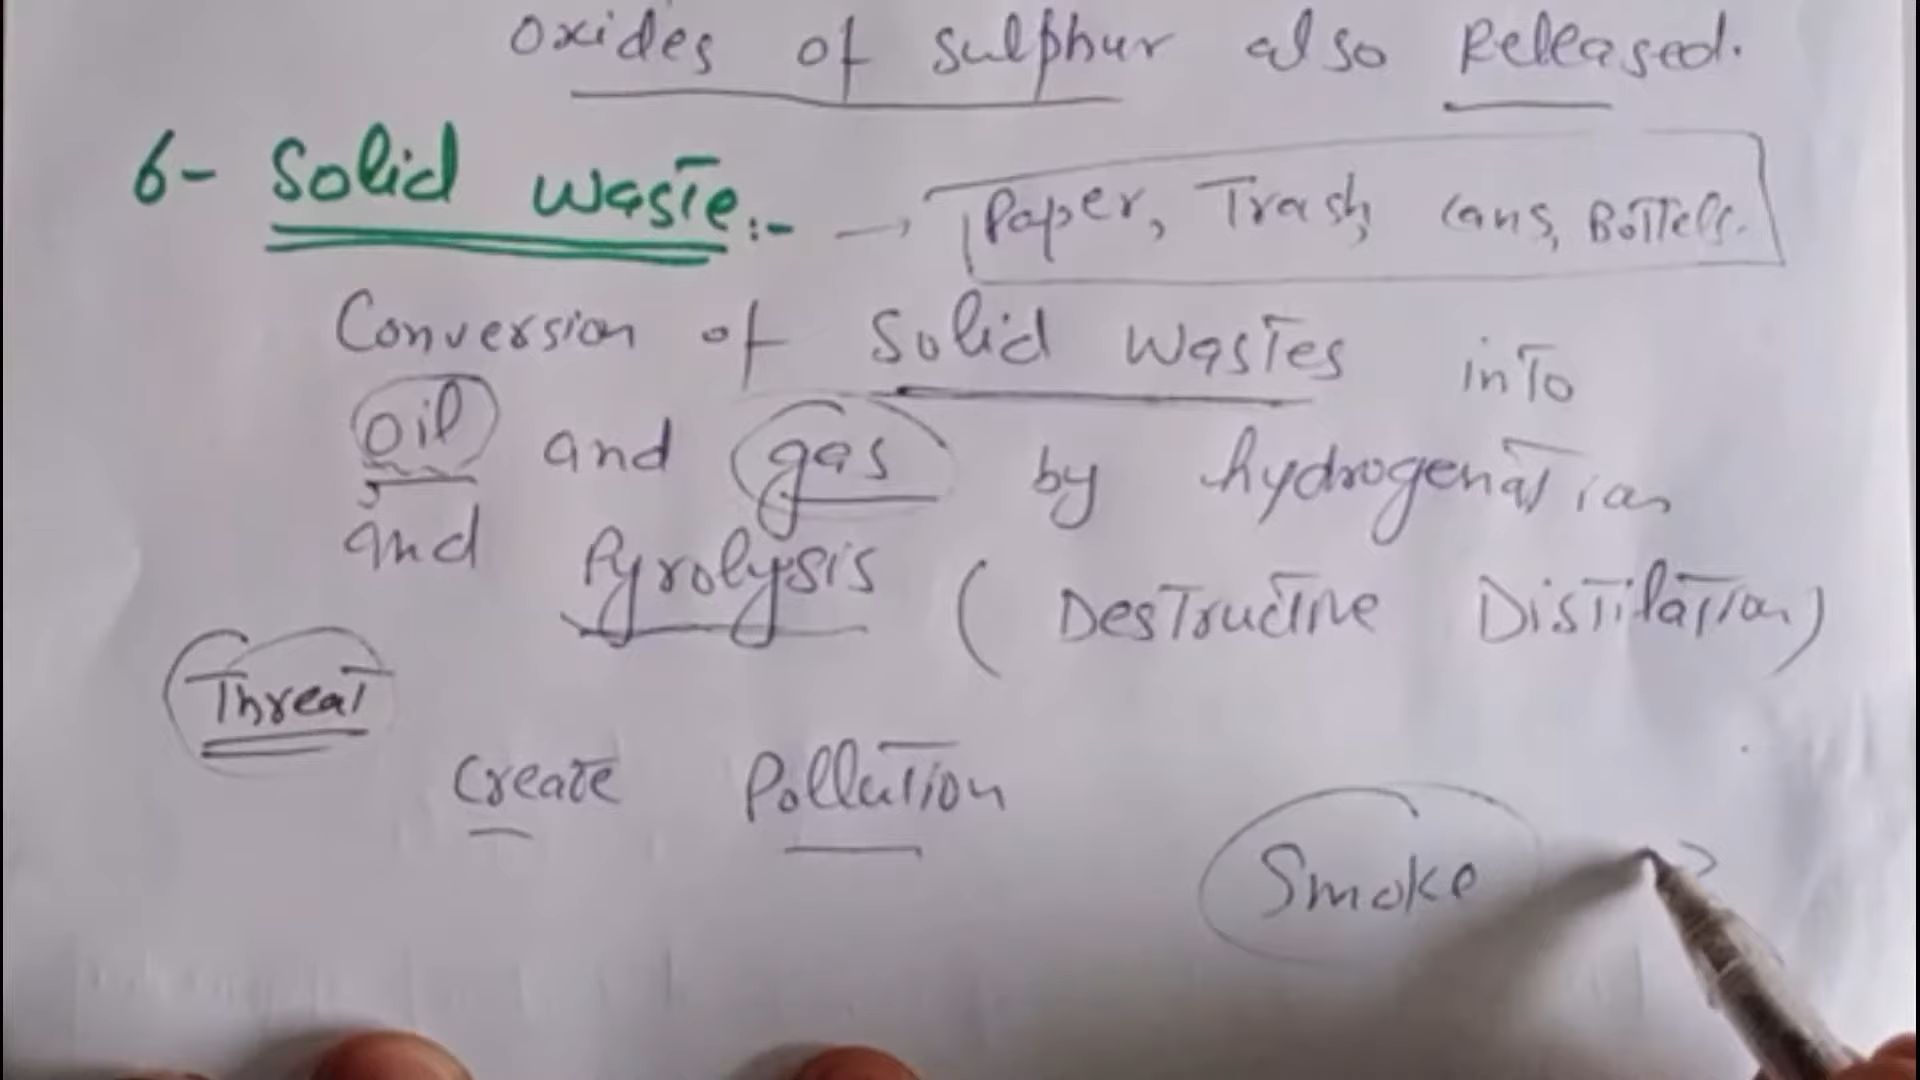 oxides of sulphur also Released.
6- Solid waste:- → Paper, Trash, cans, Bottels.
Conversion of Solid wastes into
oil and gas by hydrogenation
and Pyrolysis ( Destructive Distilation)
Threat
create Pollution
Smoke